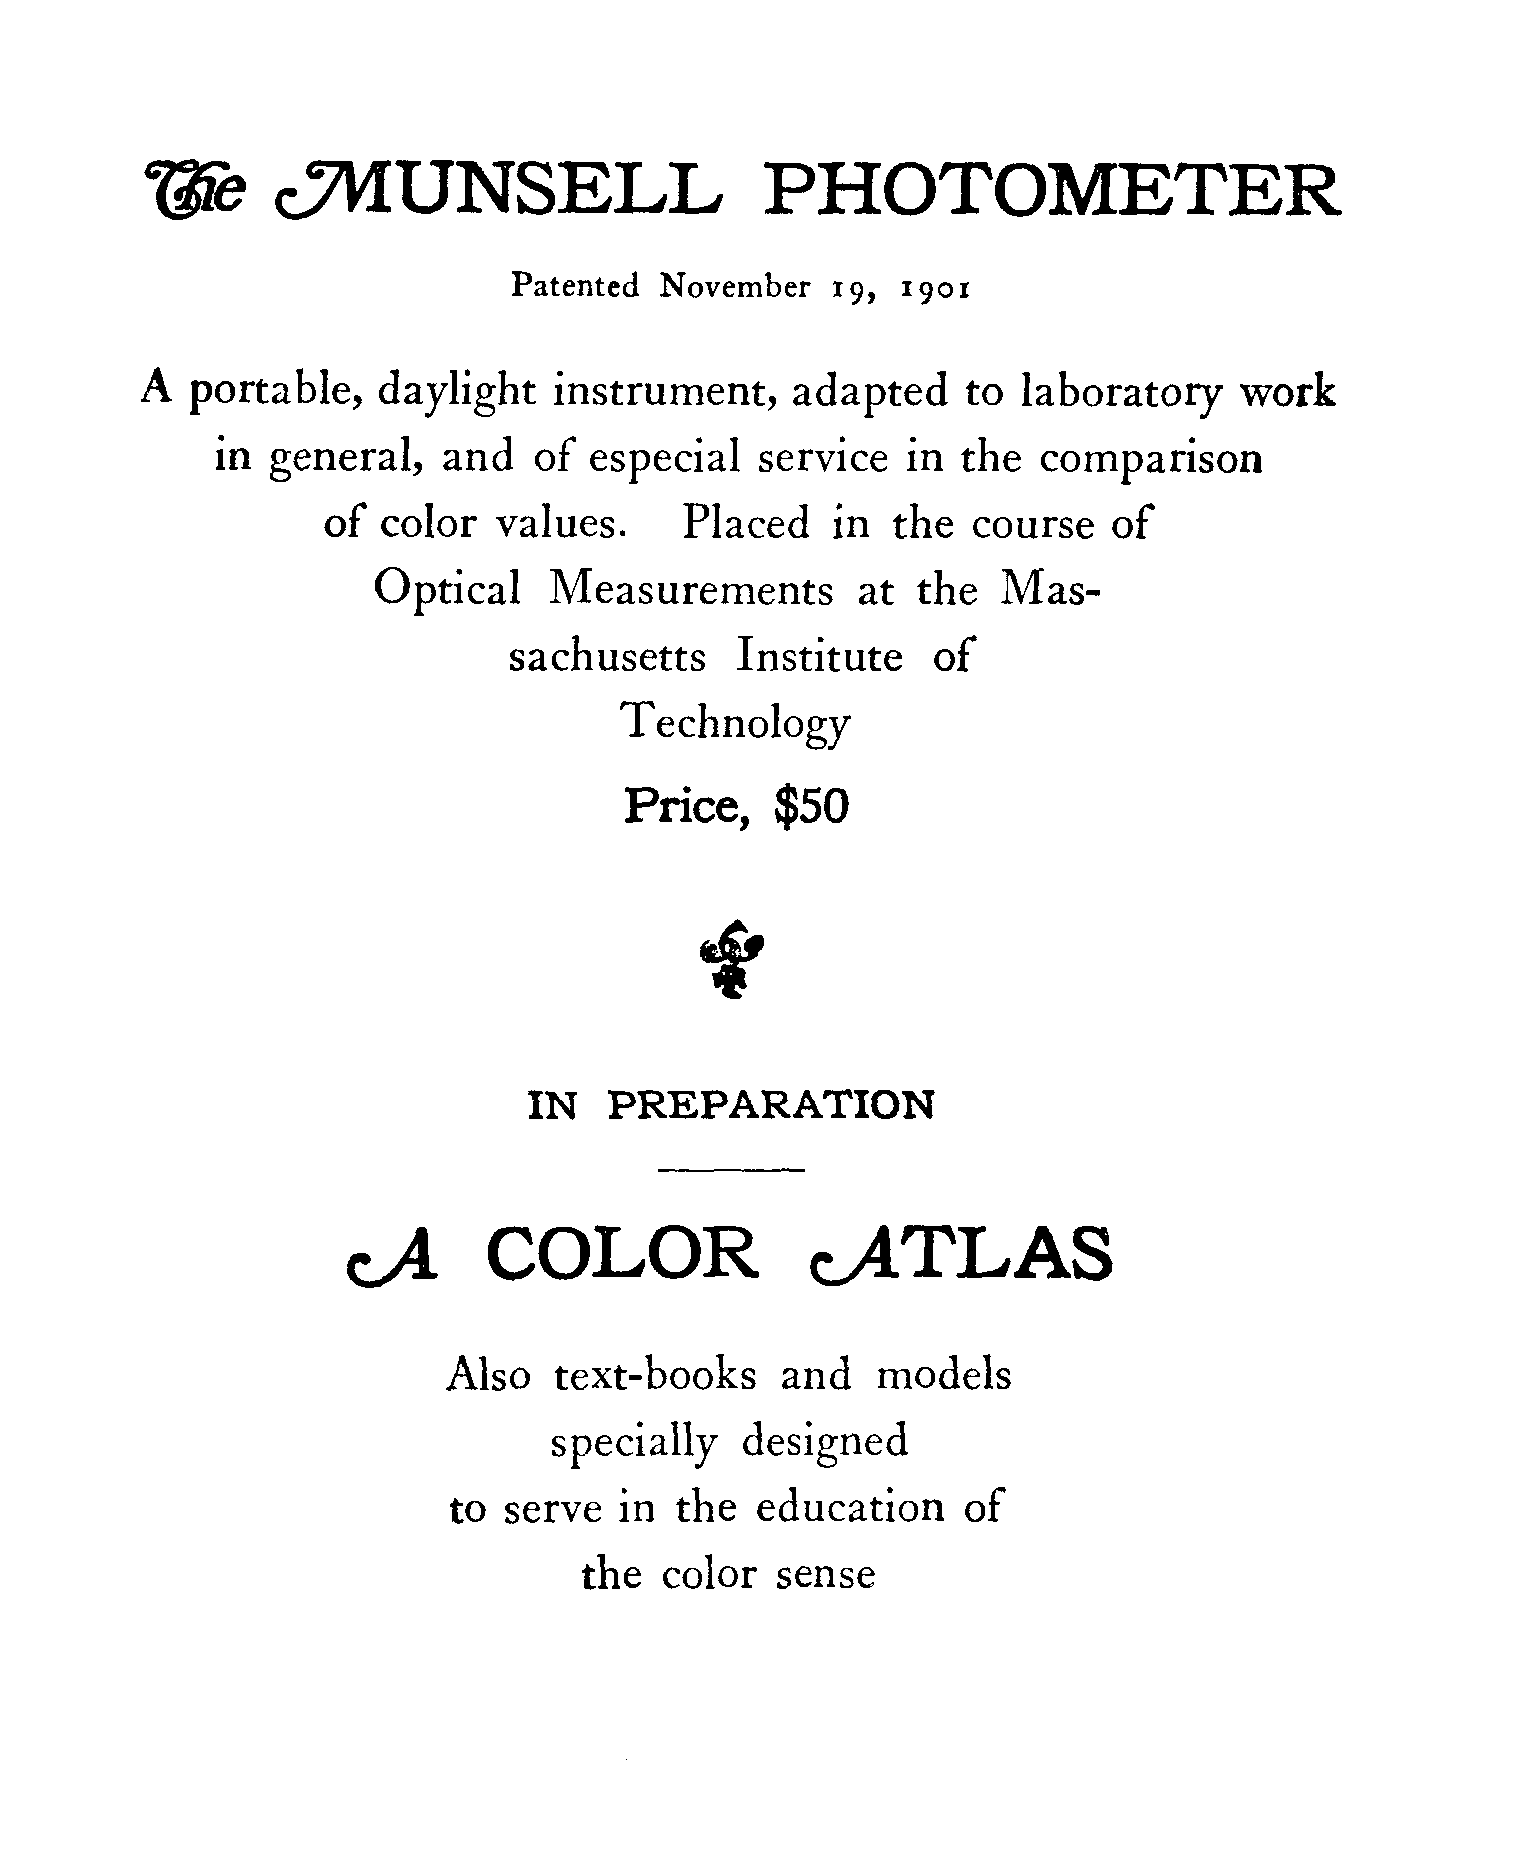 The MUNSELL PHOTOMETER
Patented November 19, 1901
A portable, daylight instrument, adapted to laboratory work
in general, and of especial service in the comparison
of color values. Placed in the course of
Optical Measurements at the Mas-
sachusetts Institute of
Technology
Price, $50
IN PREPARATION
A COLOR ATLAS
Also text-books and models
specially designed
to serve in the education of
the color sense